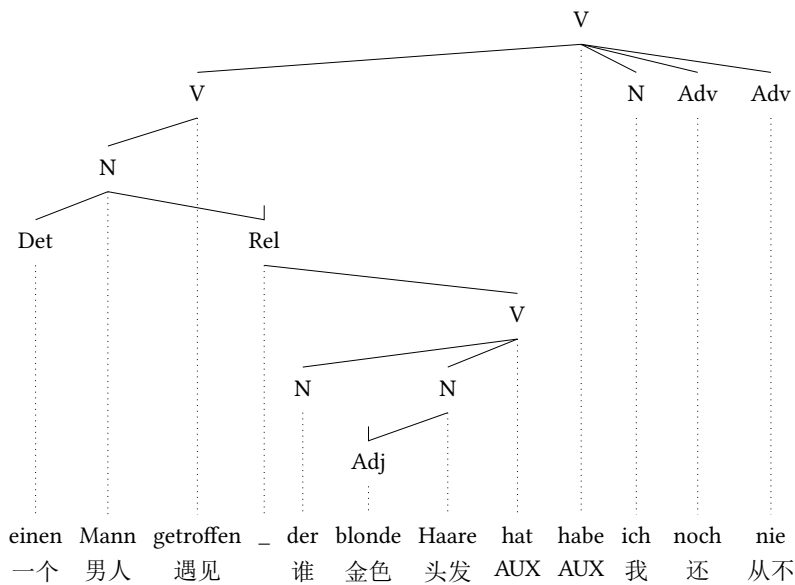 V
V N Adv Adv
N
Det Rel
V
N N
Adj
einen Mann getroffen _ der blonde Haare hat habe ich noch nie
一个 男人 遇见 谁 金色 头发 AUX AUX 我 还 从不